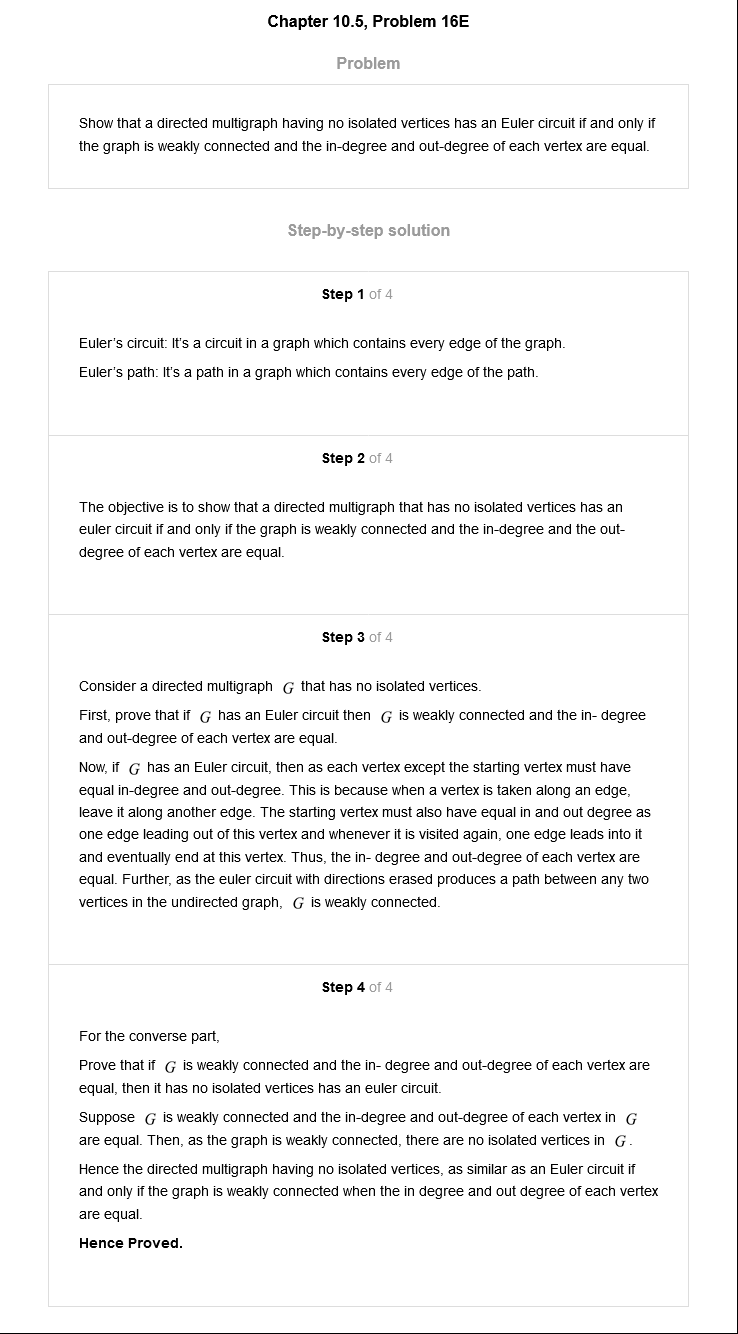 Chapter 10.5, Problem 16E
Problem
Show that a directed multigraph having no isolated vertices has an Euler circuit if and only if
the graph is weakly connected and the in-degree and out-degree of each vertex are equal.
Step-by-step solution
Step 1 of 4
Euler's circuit: It's a circuit in a graph which contains every edge of the graph.
Euler's path: It's a path in a graph which contains every edge of the path.
Step 2 of 4
The objective is to show that a directed multigraph that has no isolated vertices has an
euler circuit if and only if the graph is weakly connected and the in-degree and the out-
degree of each vertex are equal.
Step 3 of 4
Consider a directed multigraph G that has no isolated vertices.
First, prove that if G has an Euler circuit then G is weakly connected and the in- degree
and out-degree of each vertex are equal.
Now, if G has an Euler circuit, then as each vertex except the starting vertex must have
equal in-degree and out-degree. This is because when a vertex is taken along an edge,
leave it along another edge. The starting vertex must also have equal in and out degree as
one edge leading out of this vertex and whenever it is visited again, one edge leads into it
and eventually end at this vertex. Thus, the in- degree and out-degree of each vertex are
equal. Further, as the euler circuit with directions erased produces a path between any two
vertices in the undirected graph, G is weakly connected.
Step 4 of 4
For the converse part,
Prove that if G is weakly connected and the in- degree and out-degree of each vertex are
equal, then it has no isolated vertices has an euler circuit.
Suppose G is weakly connected and the in-degree and out-degree of each vertex in G
are equal. Then, as the graph is weakly connected, there are no isolated vertices in G.
Hence the directed multigraph having no isolated vertices, as similar as an Euler circuit if
and only if the graph is weakly connected when the in degree and out degree of each vertex
are equal.
Hence Proved.